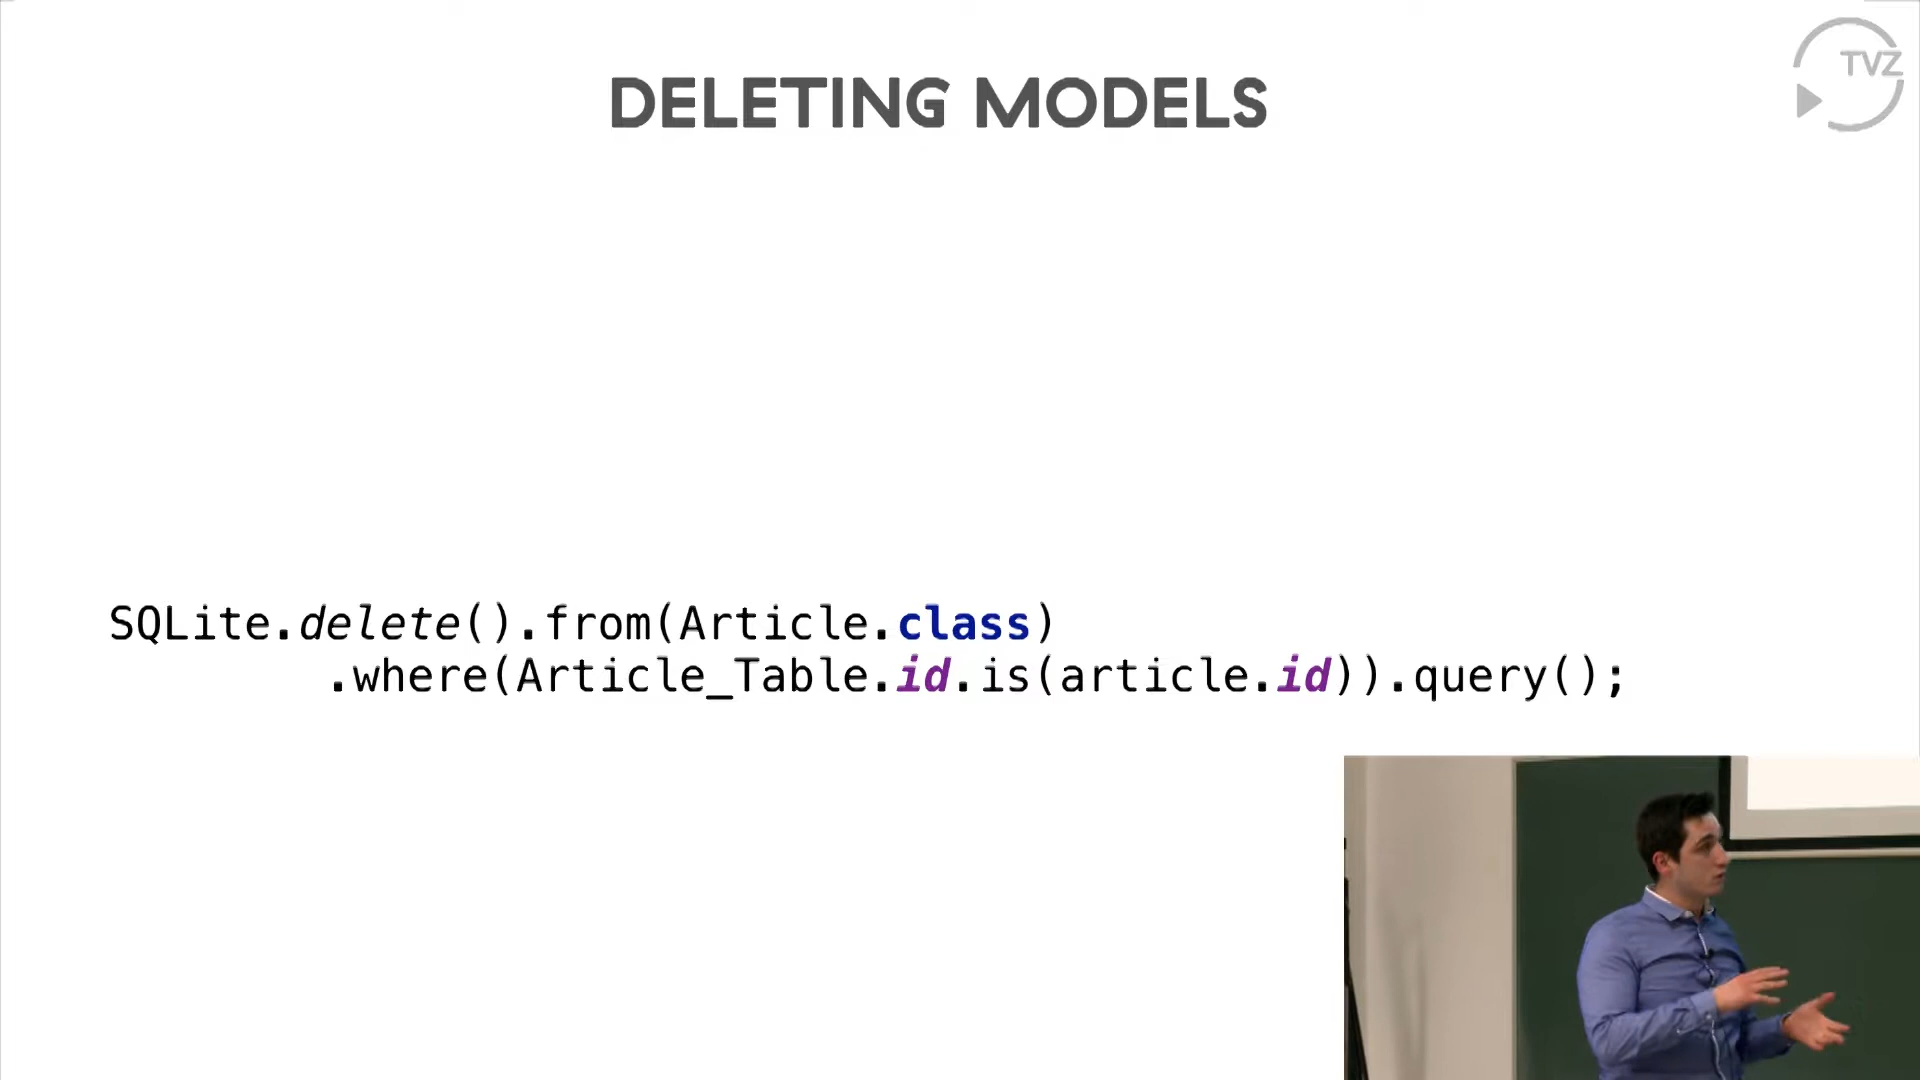 TVZ
DELETING MODELS
SQLite.delete().from(Article.class)
.where(Article_Table.id.is(article.id)).query();